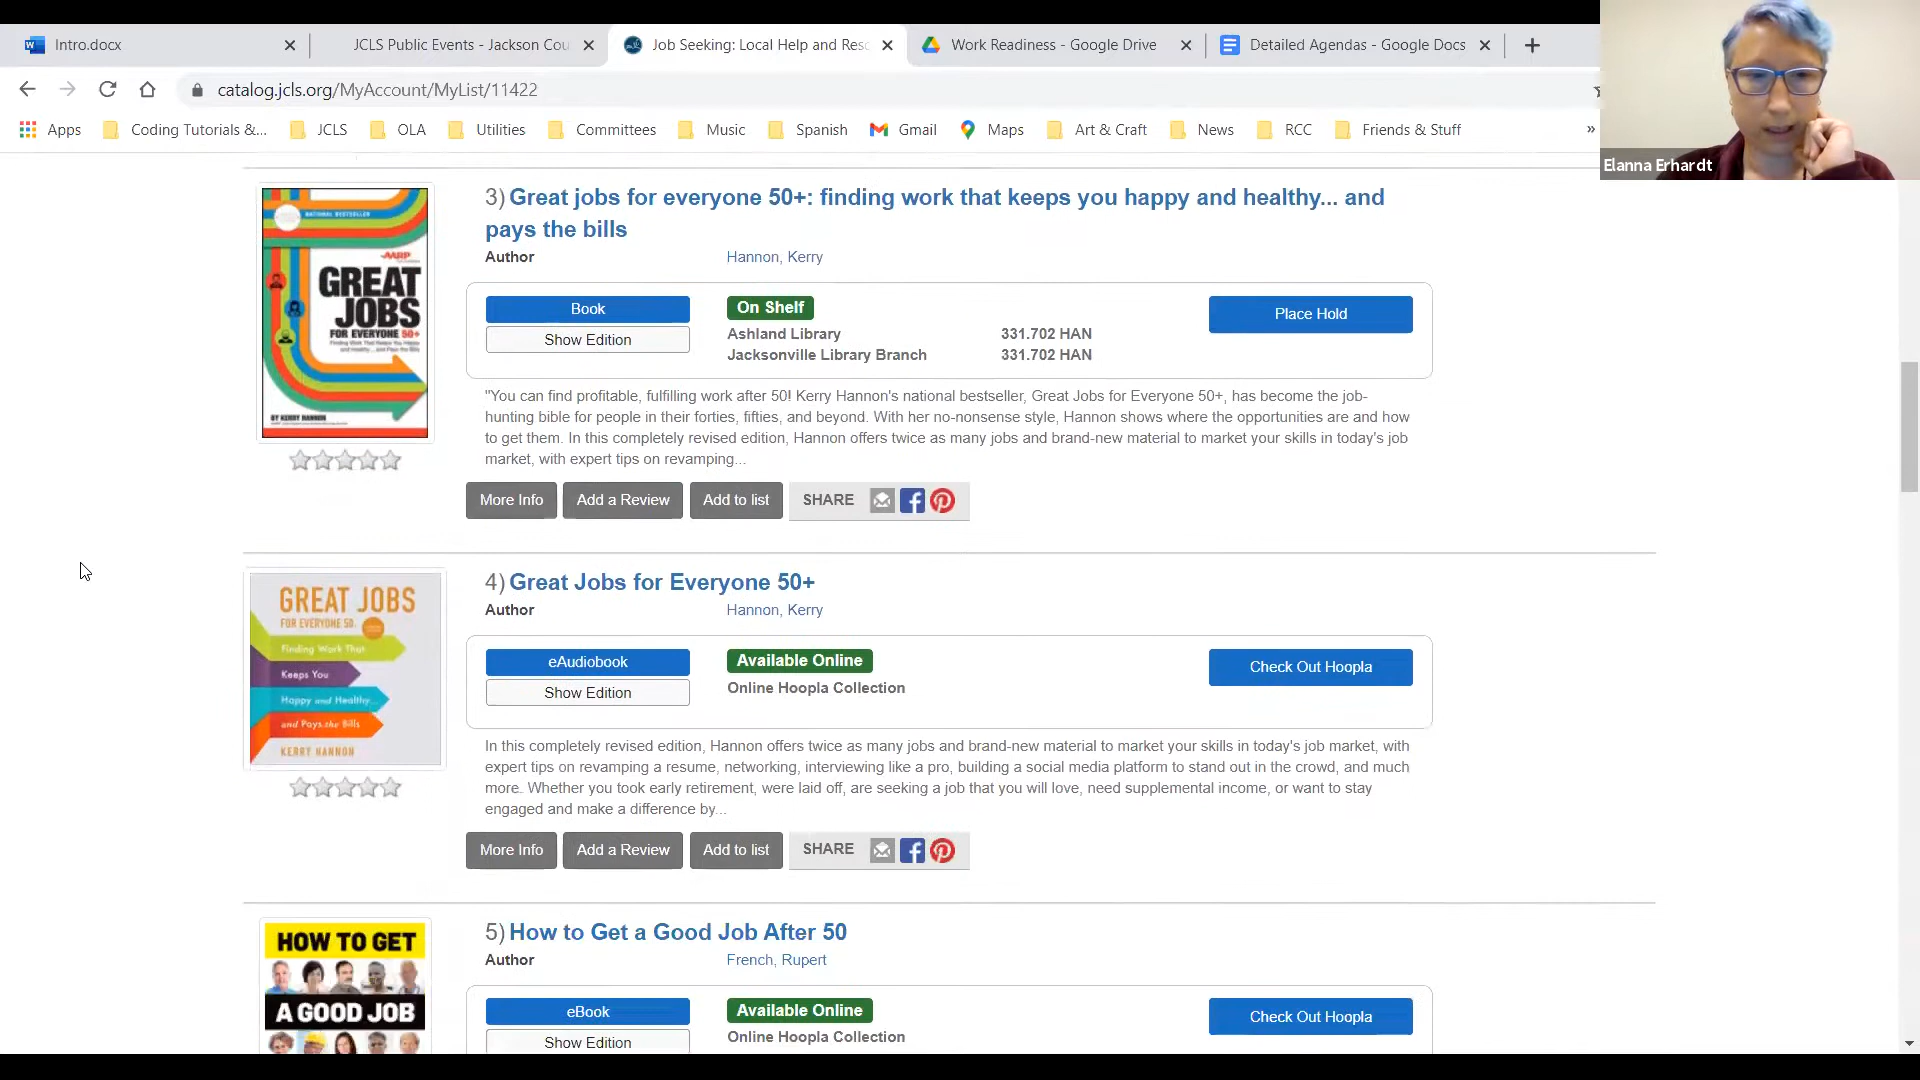 Intro.docx
JCLS Public Events - Jackson Cou
Job Seeking: Local Help and Reso
Work Readiness - Google Drive
Detailed Agendas - Google Docs
catalog.jcls.org/MyAccount/MyList/11422
Apps
Coding Tutorials &...
JCLS
OLA
Utilities
Committees
Music
Spanish
Gmail
Maps
Art & Craft
News
RCC
Friends & Stuff
»
Elanna Erhardt
NATIONAL BESTSELLER
AARP
GREAT
JOBS
FOR EVERYONE 50+
Finding Work That Keeps You Happy
and Healthy... and Pays the Bills
BY KERRY HANNON
3) Great jobs for everyone 50+: finding work that keeps you happy and healthy... and
pays the bills
Author Hannon, Kerry
Book
Show Edition
On Shelf
Ashland Library 331.702 HAN
Jacksonville Library Branch 331.702 HAN
Place Hold
"You can find profitable, fulfilling work after 50! Kerry Hannon's national bestseller, Great Jobs for Everyone 50+, has become the job-
hunting bible for people in their forties, fifties, and beyond. With her no-nonsense style, Hannon shows where the opportunities are and how
to get them. In this completely revised edition, Hannon offers twice as many jobs and brand-new material to market your skills in today's job
market, with expert tips on revamping...
More Info
Add a Review
Add to list
SHARE
GREAT JOBS
FOR EVERYONE 50+
Finding Work That
Keeps You
Happy and Healthy...
and Pays the Bills
KERRY HANNON
4) Great Jobs for Everyone 50+
Author Hannon, Kerry
eAudiobook
Show Edition
Available Online
Online Hoopla Collection
Check Out Hoopla
In this completely revised edition, Hannon offers twice as many jobs and brand-new material to market your skills in today's job market, with
expert tips on revamping a resume, networking, interviewing like a pro, building a social media platform to stand out in the crowd, and much
more. Whether you took early retirement, were laid off, are seeking a job that you will love, need supplemental income, or want to stay
engaged and make a difference by...
More Info
Add a Review
Add to list
SHARE
HOW TO GET
A GOOD JOB
5) How to Get a Good Job After 50
Author French, Rupert
eBook
Show Edition
Available Online
Online Hoopla Collection
Check Out Hoopla